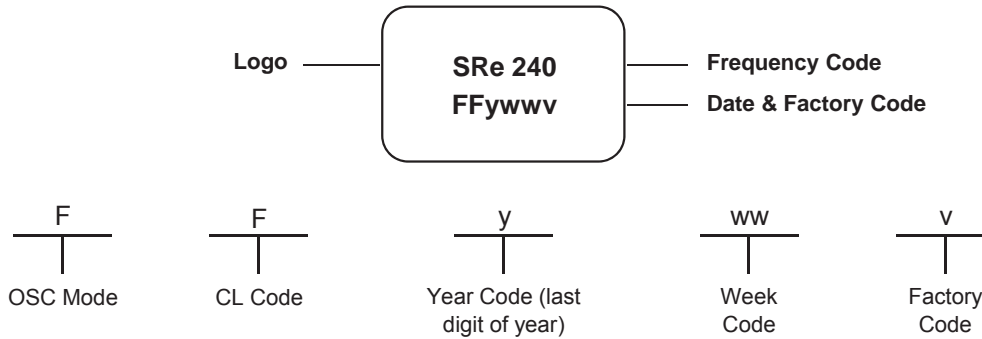 Logo
SRe 240
FFywwv
Frequency Code
Date & Factory Code
F
F
y
ww
v
OSC Mode
CL Code
Year Code (last
digit of year)
Week
Code
Factory
Code